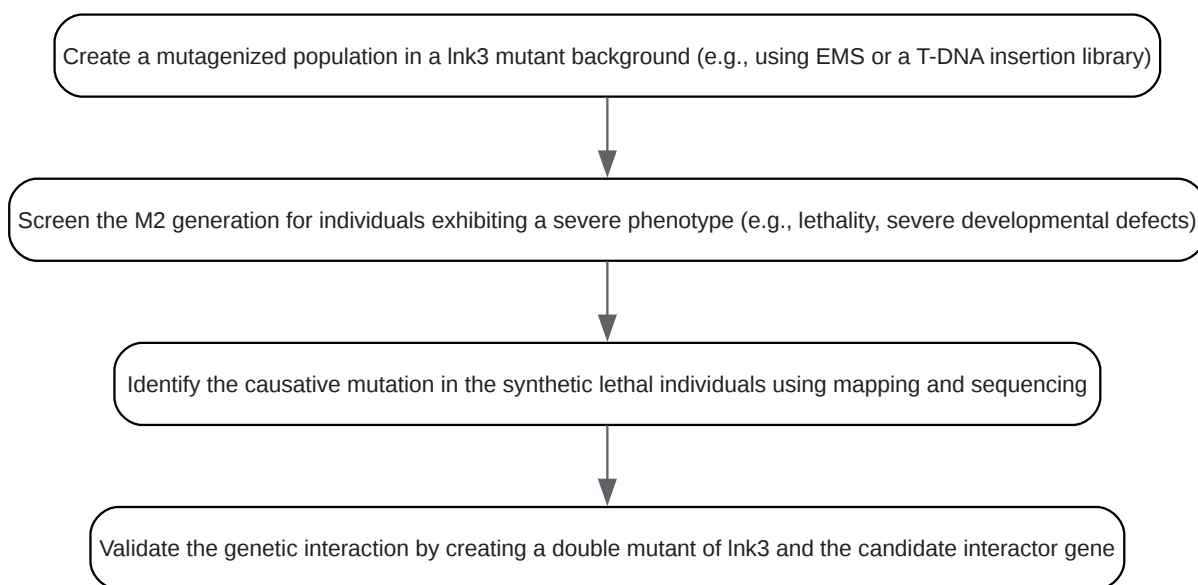 Create a mutagenized population in a lnk3 mutant background (e.g., using EMS or a T-DNA insertion library)
Screen the M2 generation for individuals exhibiting a severe phenotype (e.g., lethality, severe developmental defects)
Identify the causative mutation in the synthetic lethal individuals using mapping and sequencing
Validate the genetic interaction by creating a double mutant of lnk3 and the candidate interactor gene